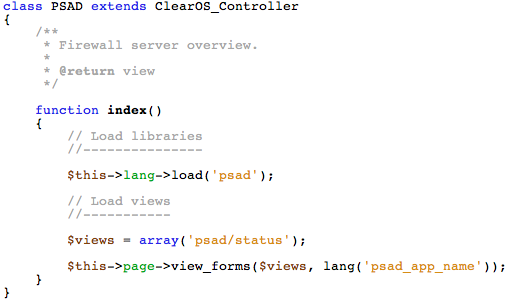 class PSAD extends ClearOS_Controller
{
    /**
     * Firewall server overview.
     *
     * @return view
     */

    function index()
    {
        // Load libraries
        //---------------

        $this->lang->load('psad');

        // Load views
        //-----------

        $views = array('psad/status');

        $this->page->view_forms($views, lang('psad_app_name'));
    }
}